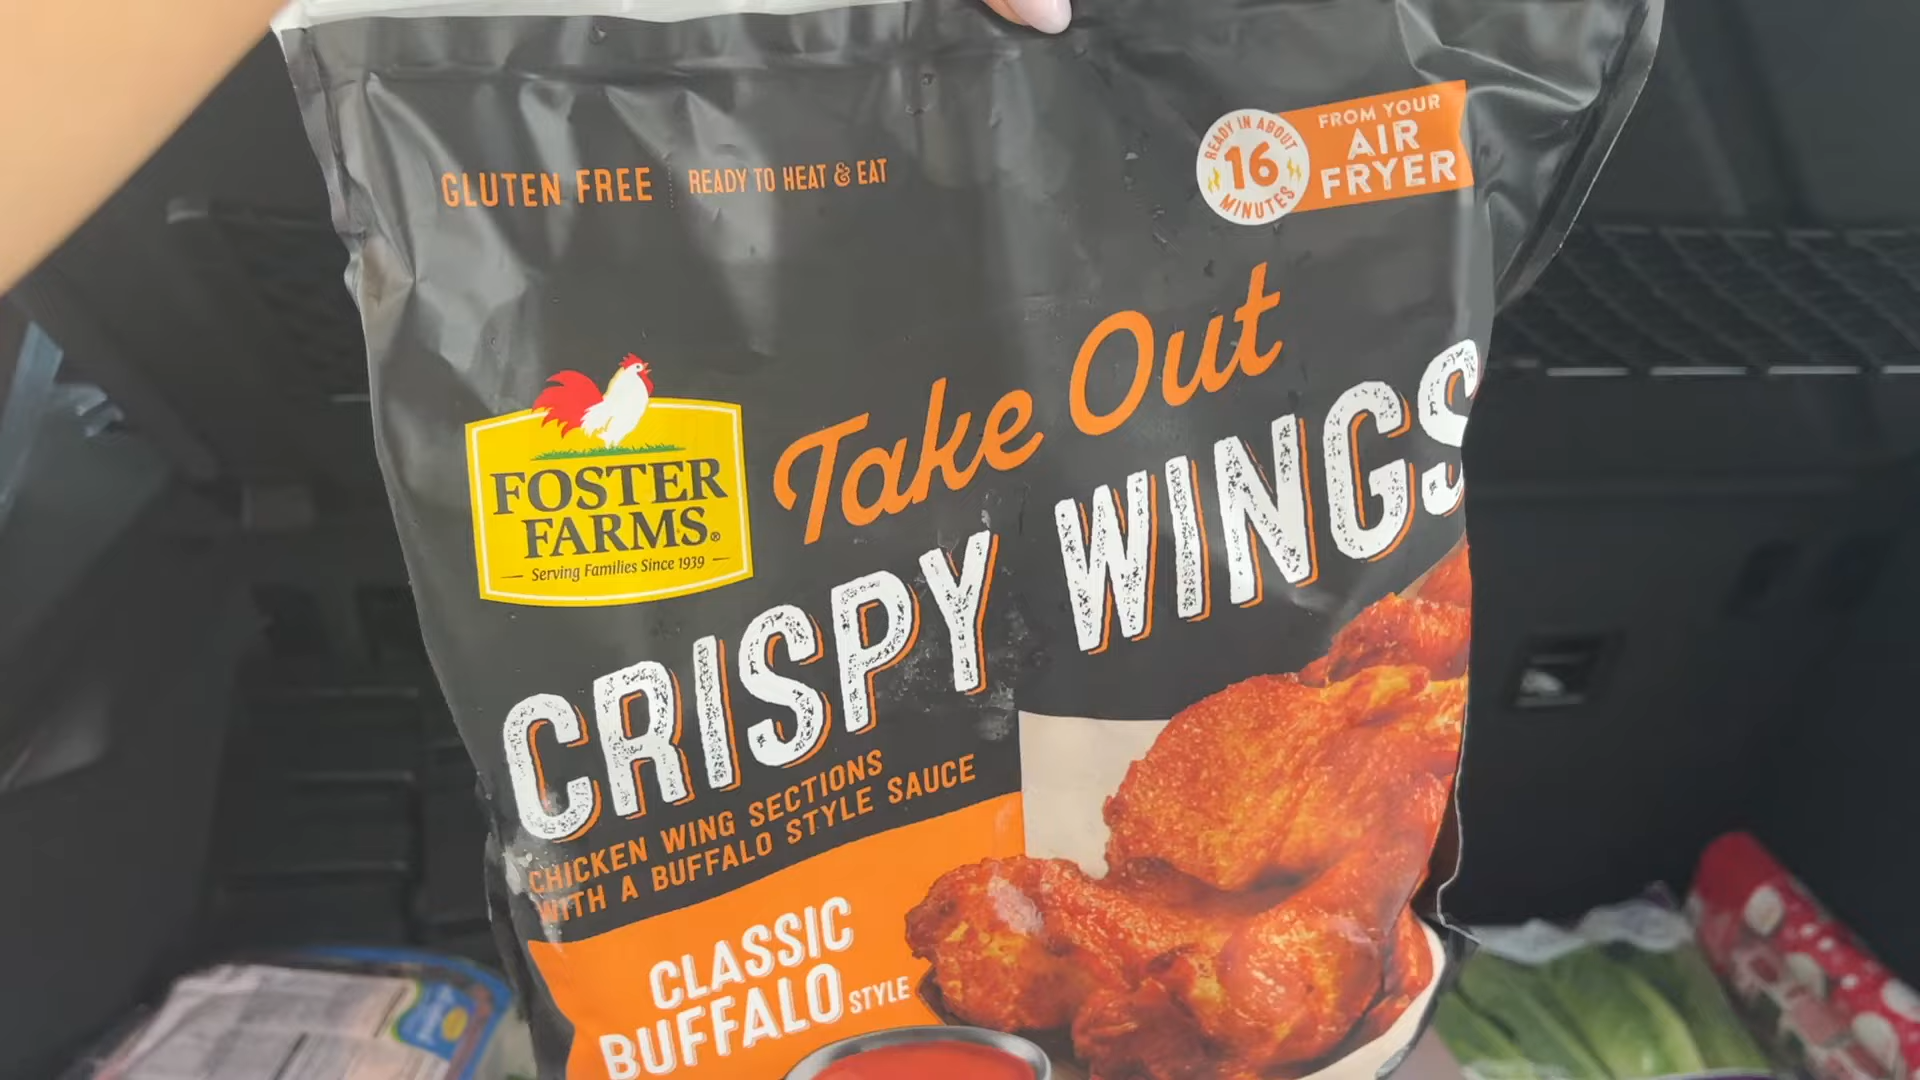 GLUTEN FREE
READY TO HEAT & EAT
READY IN ABOUT
16
MINUTES
FROM YOUR
AIR
FRYER
FOSTER
FARMS®
Serving Families Since 1939
Take Out
CRISPY WINGS
CHICKEN WING SECTIONS
WITH A BUFFALO STYLE SAUCE
CLASSIC
BUFFALO STYLE